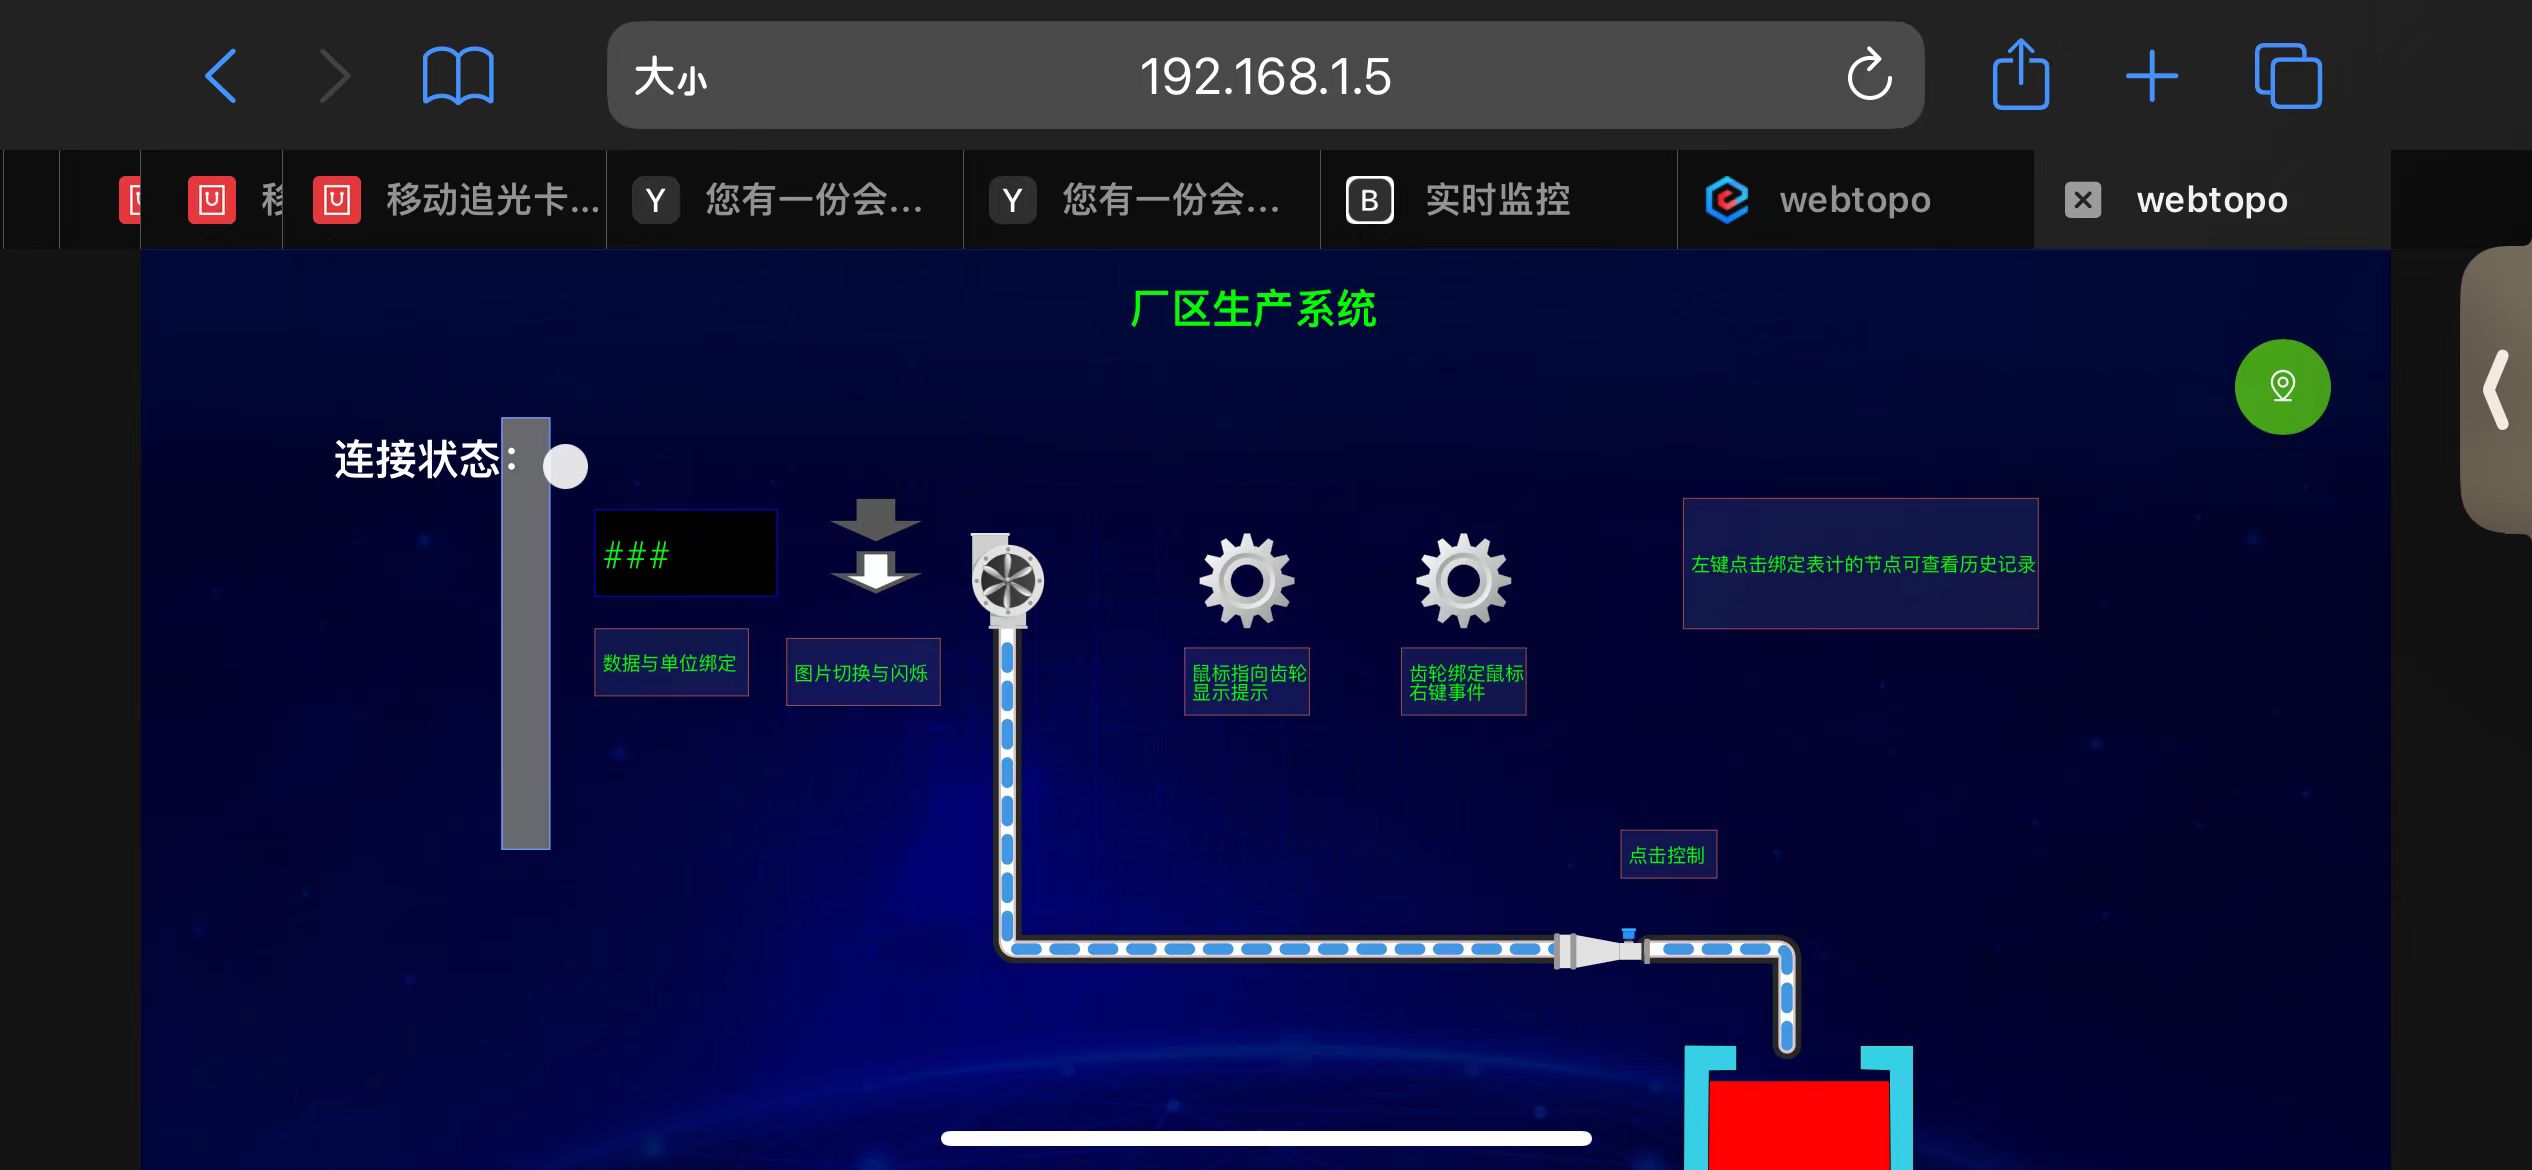 大小
192.168.1.5
移
移动追光卡...
Y 您有一份会...
Y 您有一份会...
B 实时监控
webtopo
webtopo
厂区生产系统
连接状态:
###
左键点击绑定表计的节点可查看历史记录
数据与单位绑定
图片切换与闪烁
鼠标指向齿轮
显示提示
齿轮绑定鼠标
右键事件
点击控制